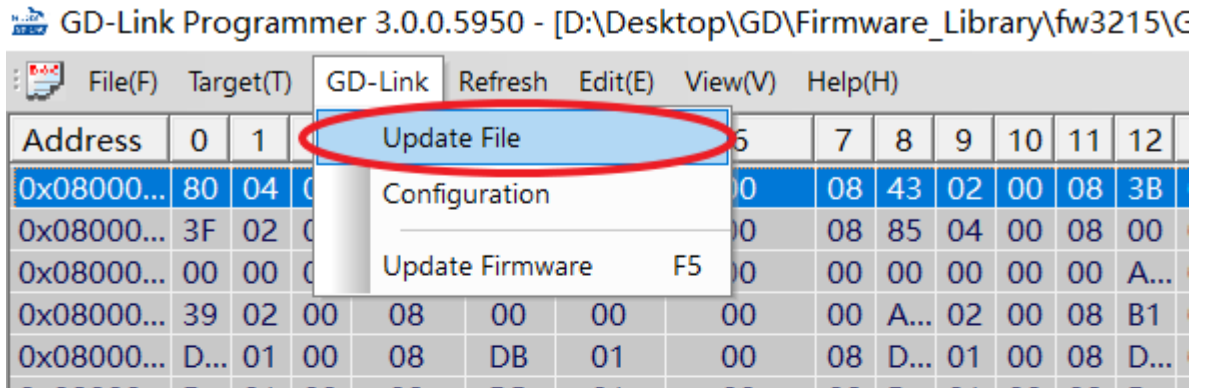 GD-Link Programmer 3.0.0.5950 - [D:\Desktop\GD\Firmware_Library\fw3215\G
File(F) Target(T) GD-Link Refresh Edit(E) View(V) Help(H)
Address 0 1 6 7 8 9 10 11 12
Update File
0x08000... 80 04 00 08 43 02 00 08 3B
Configuration
0x08000... 3F 02 00 08 85 04 00 08 00
Update Firmware F5
0x08000... 00 00 00 00 00 00 00 00 A...
0x08000... 39 02 00 08 00 00 00 00 A... 02 00 08 B1
0x08000... D... 01 00 08 DB 01 00 08 D... 01 00 08 D...